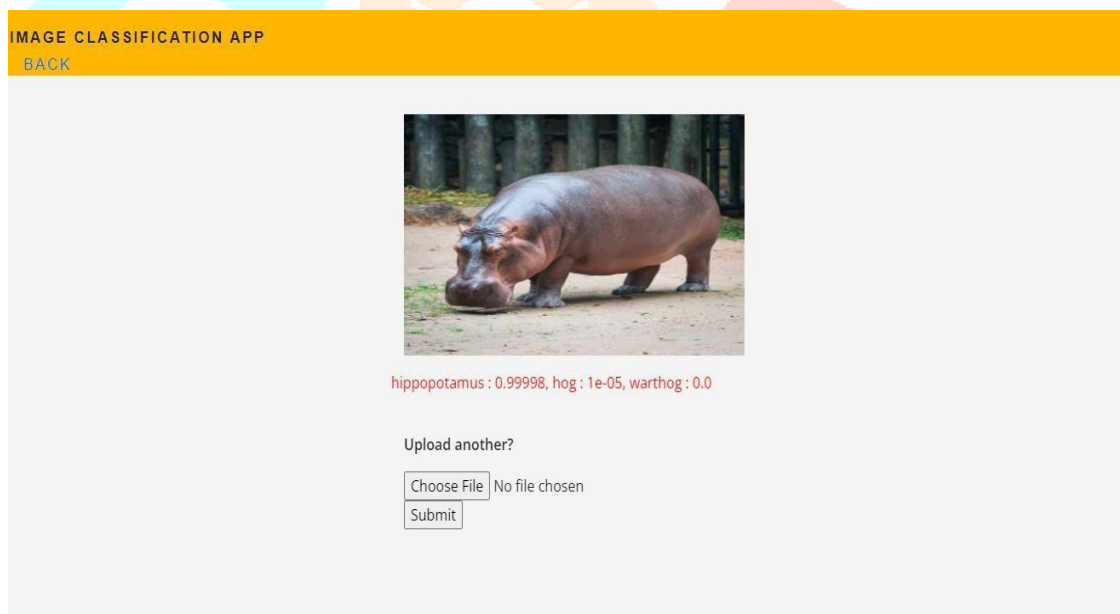 IMAGE CLASSIFICATION APP
BACK
hippopotamus : 0.99998, hog : 1e-05, warthog : 0.0
Upload another?
Choose File No file chosen
Submit